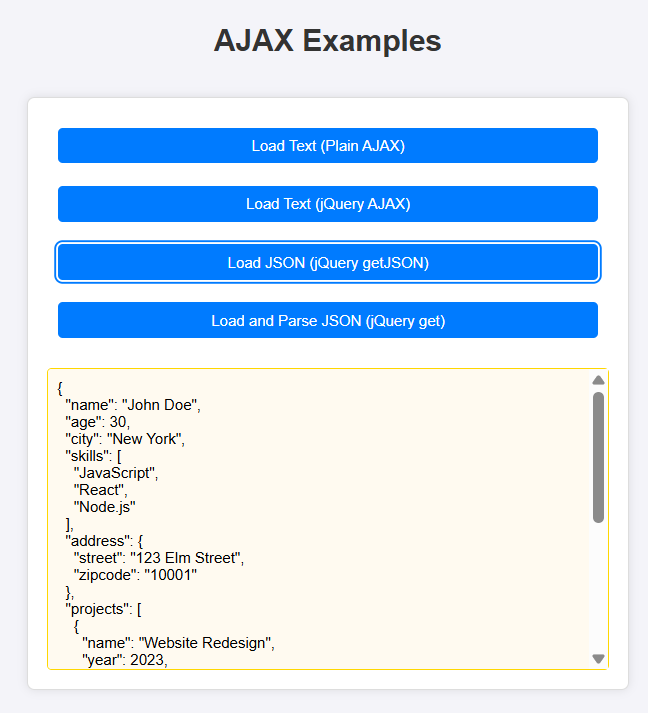 AJAX Examples
Load Text (Plain AJAX)
Load Text (jQuery AJAX)
Load JSON (jQuery getJSON)
Load and Parse JSON (jQuery get)
{
  "name": "John Doe",
  "age": 30,
  "city": "New York",
  "skills": [
    "JavaScript",
    "React",
    "Node.js"
  ],
  "address": {
    "street": "123 Elm Street",
    "zipcode": "10001"
  },
  "projects": [
    {
      "name": "Website Redesign",
      "year": 2023,